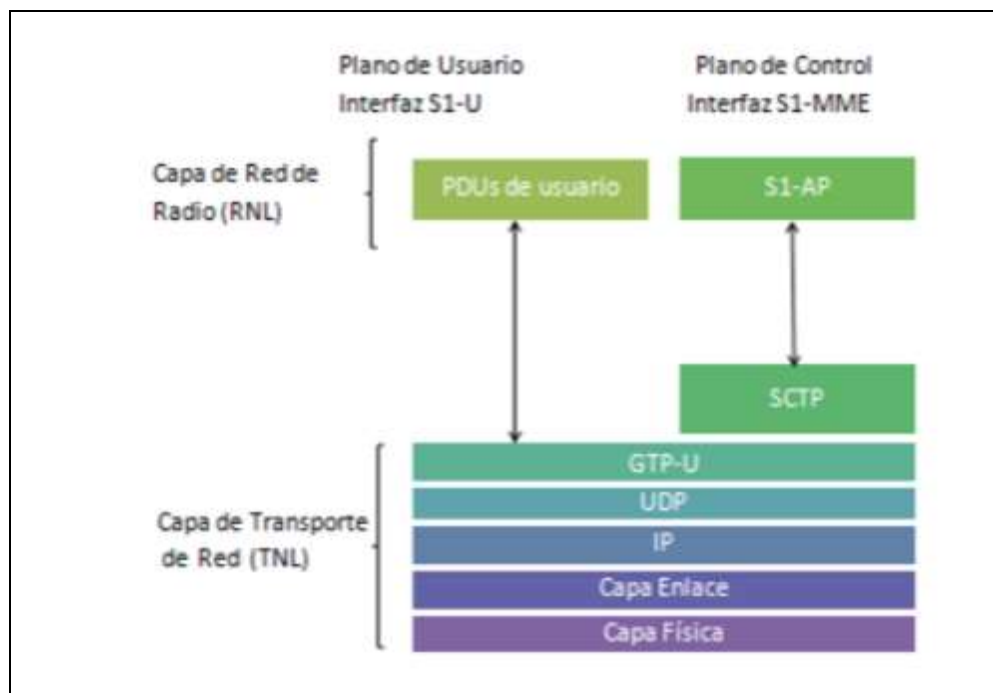 Plano de Usuario
Interfaz S1-U
Plano de Control
Interfaz S1-MME
Capa de Red de
Radio (RNL)
PDUs de usuario
S1-AP
SCTP
Capa de Transporte
de Red (TNL)
GTP-U
UDP
IP
Capa Enlace
Capa Física